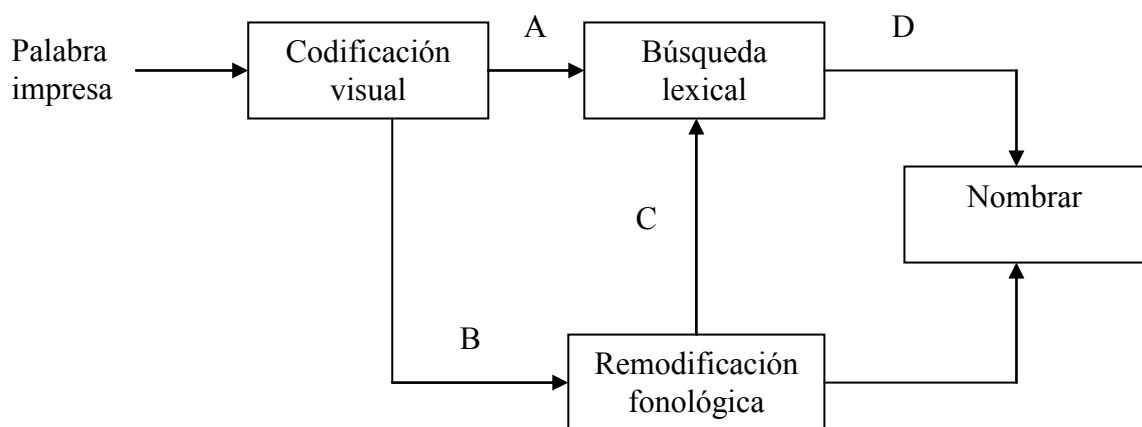 Palabra
impresa
Codificación
visual
A
Búsqueda
lexical
D
Nombrar
C
B
Remodificación
fonológica